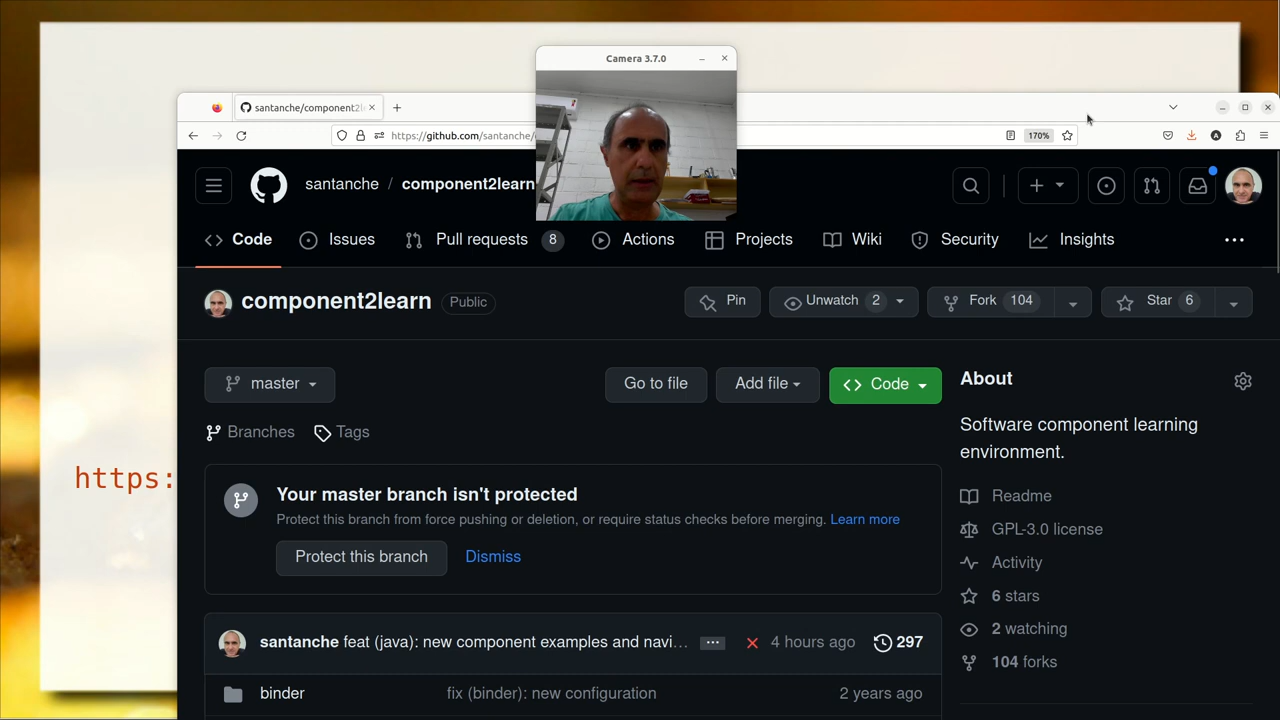 Camera 3.7.0
santanche/component2l
https://github.com/santanche/
170%
santanche / component2learn
Code
Issues
Pull requests 8
Actions
Projects
Wiki
Security
Insights
component2learn
Public
Pin
Unwatch 2
Fork 104
Star 6
master
Go to file
Add file
Code
About
Software component learning
environment.
Branches
Tags
https:
Your master branch isn't protected
Protect this branch from force pushing or deletion, or require status checks before merging. Learn more
Protect this branch
Dismiss
Readme
GPL-3.0 license
Activity
6 stars
2 watching
104 forks
santanche feat (java): new component examples and navi… 4 hours ago 297
binder fix (binder): new configuration 2 years ago